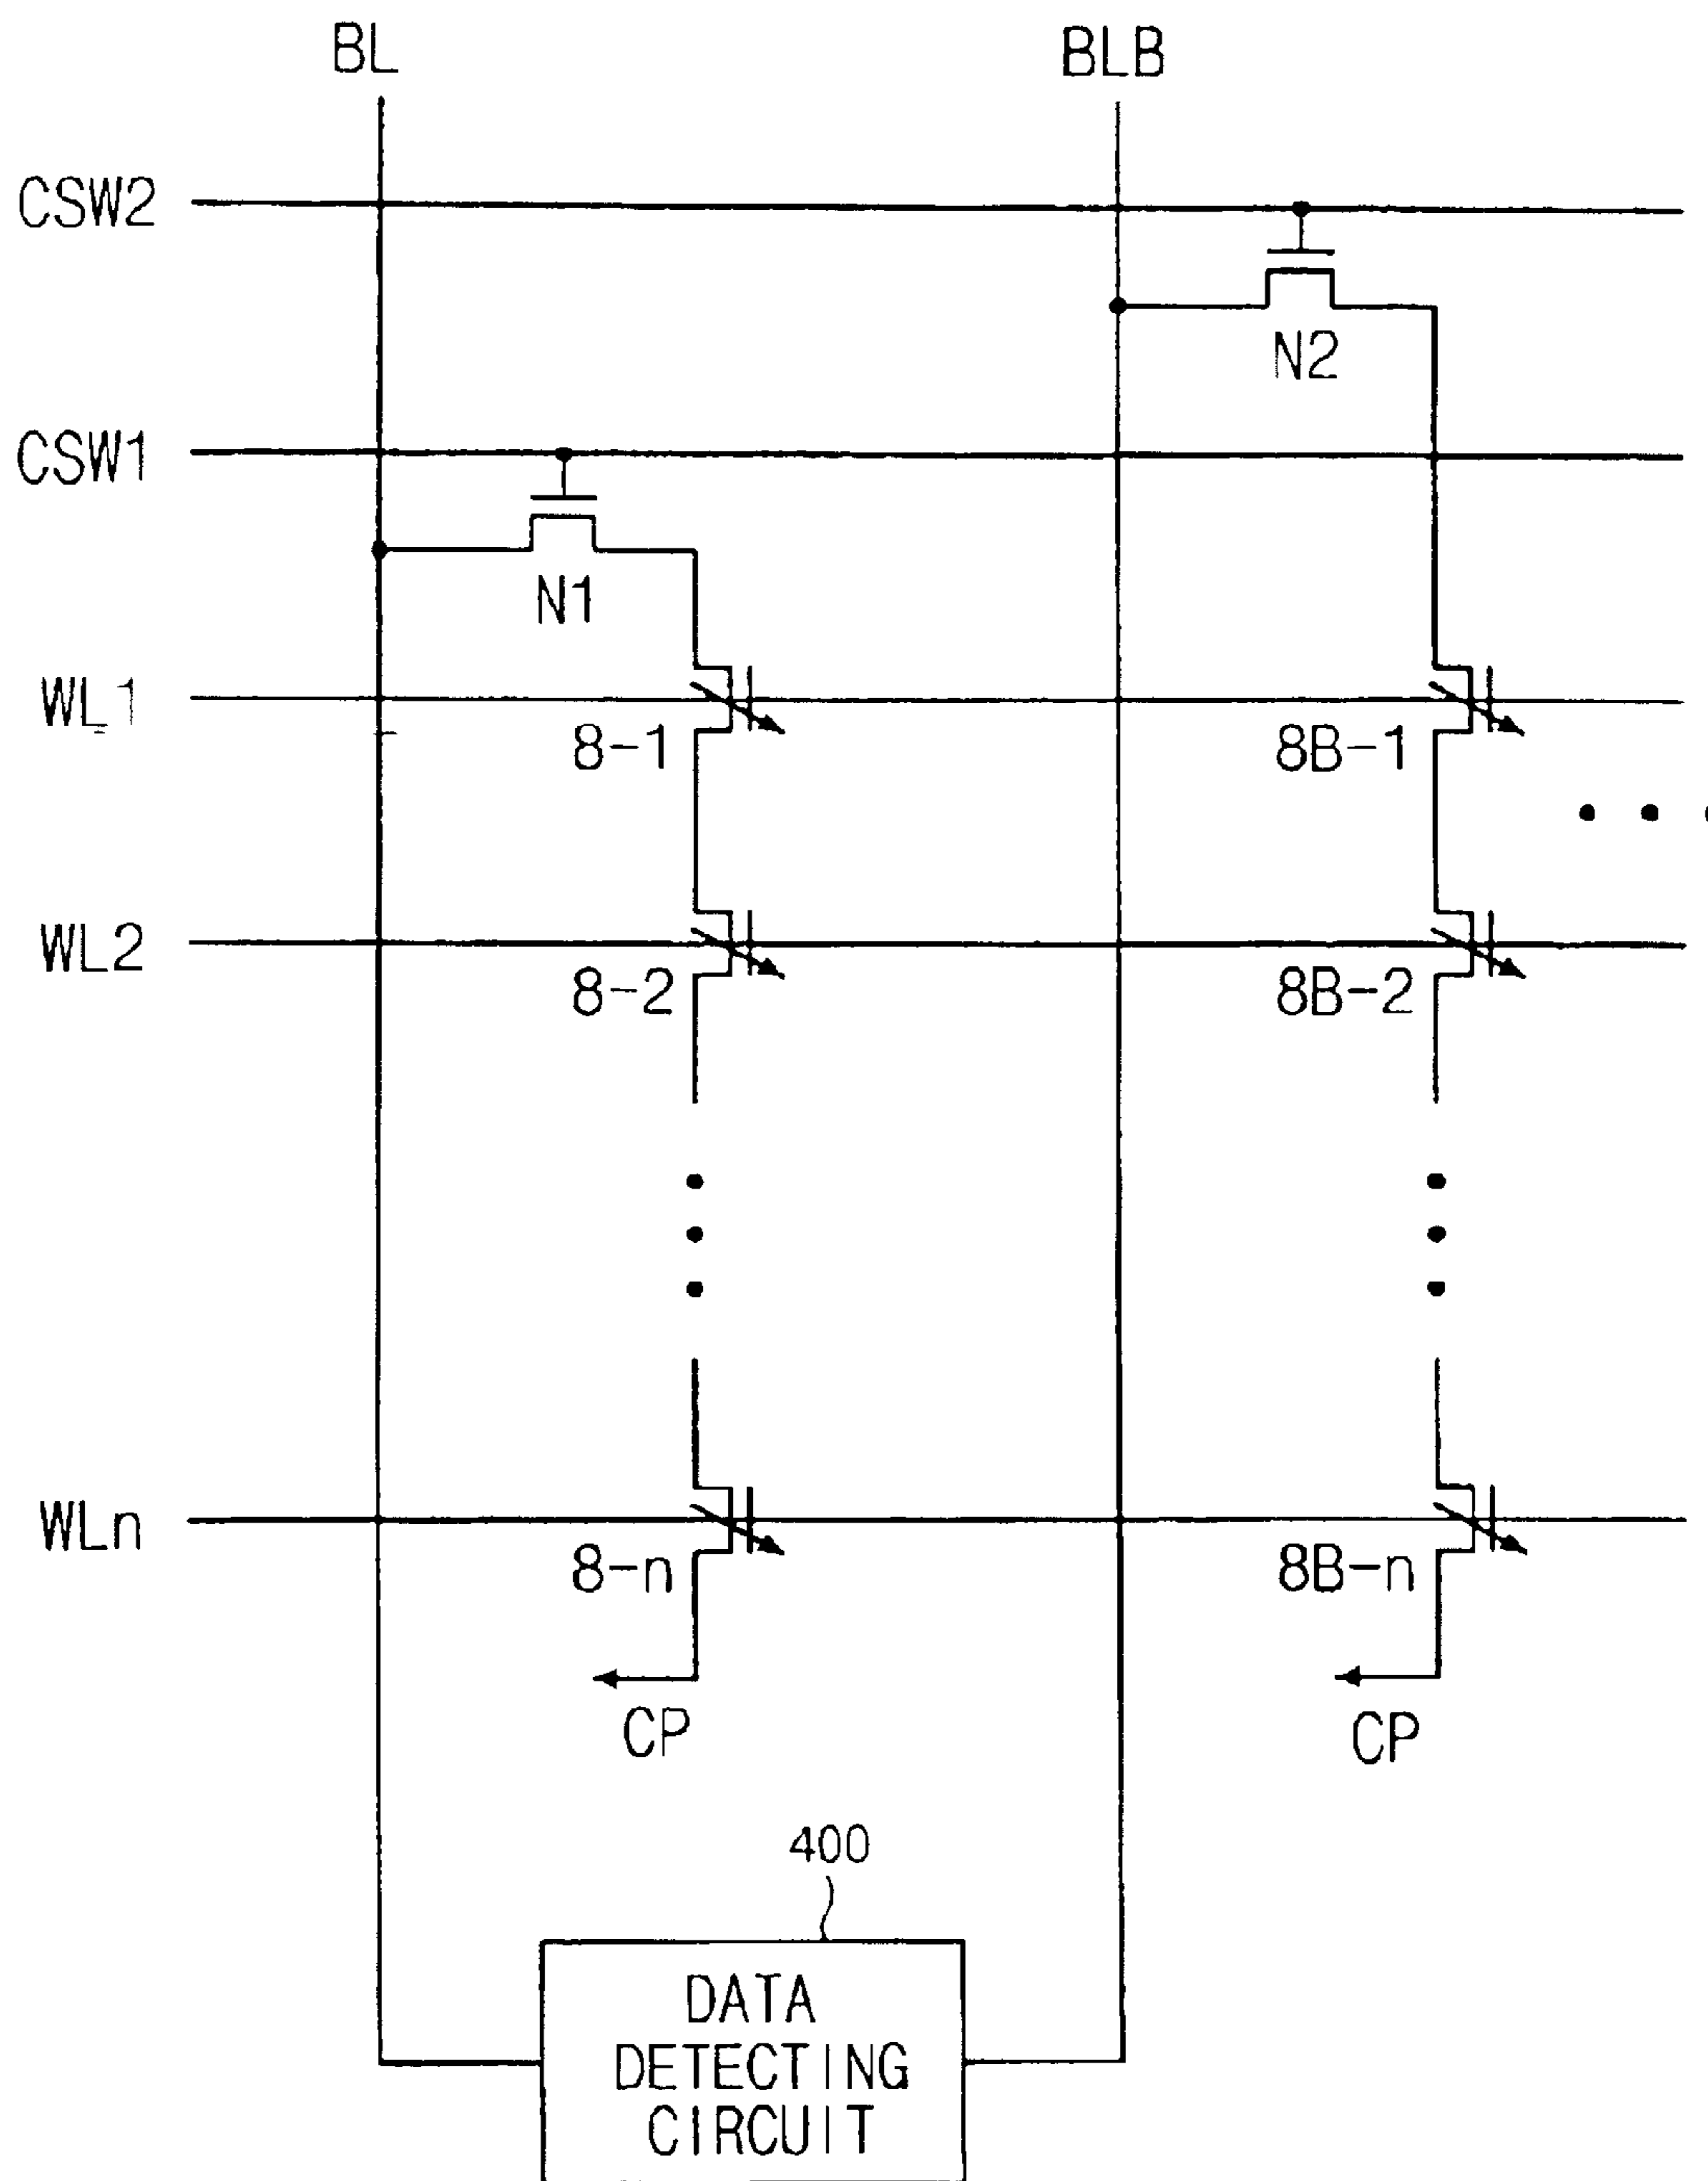 BL BLB
CSW2
N2
CSW1
N1
WL1
8-1 8B-1
WL2
8-2 8B-2
WLn
8-n 8B-n
CP CP
400
DATA
DETECTING
CIRCUIT